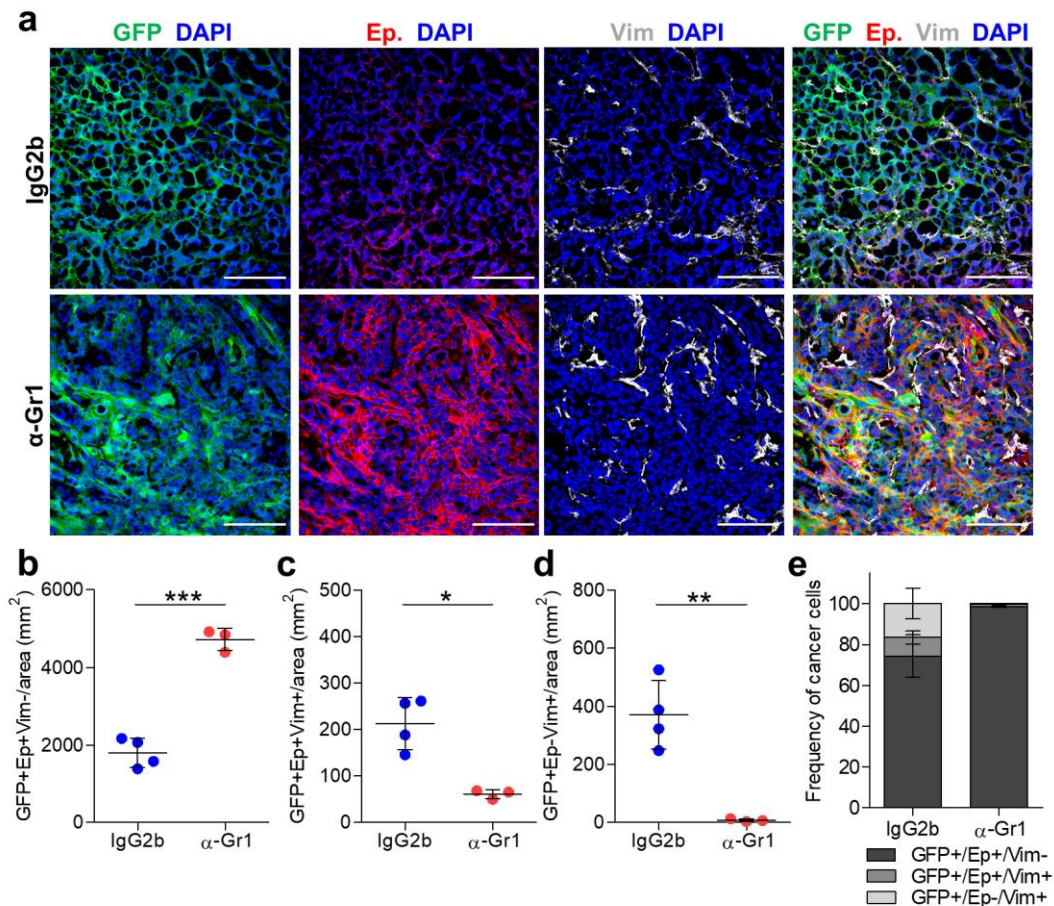 a
GFP DAPI
Ep. DAPI
Vim DAPI
GFP Ep. Vim DAPI
IgG2b
α-Gr1
b
GFP+Ep+Vim-/area (mm²)
6000
4000
2000
0
***
IgG2b
α-Gr1
c
GFP+Ep+Vim+/area (mm²)
500
400
300
200
100
0
*
IgG2b
α-Gr1
d
GFP+Ep-Vim+/area (mm²)
800
600
400
200
0
**
IgG2b
α-Gr1
e
Frequency of cancer cells
100
80
60
40
20
0
IgG2b
α-Gr1
GFP+/Ep+/Vim-
GFP+/Ep+/Vim+
GFP+/Ep-/Vim+